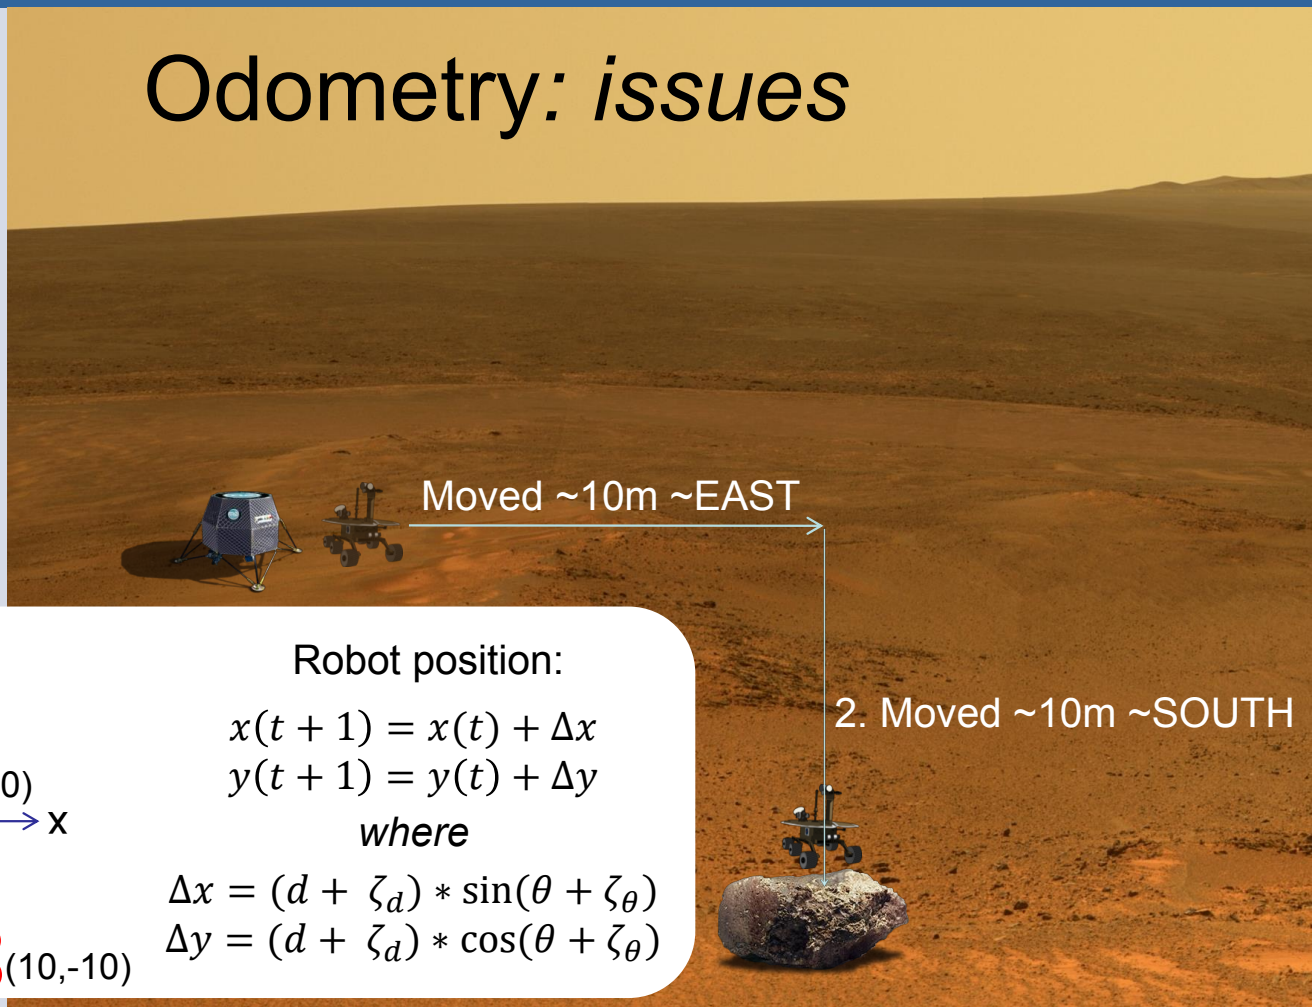 Odometry: issues
Moved ~10m ~EAST
2. Moved ~10m ~SOUTH
Robot position:
x(t + 1) = x(t) + Δx
y(t + 1) = y(t) + Δy
where
Δx = (d + ζ_d) ∗ sin(θ + ζ_θ)
Δy = (d + ζ_d) ∗ cos(θ + ζ_θ)
0)
x
(10,-10)